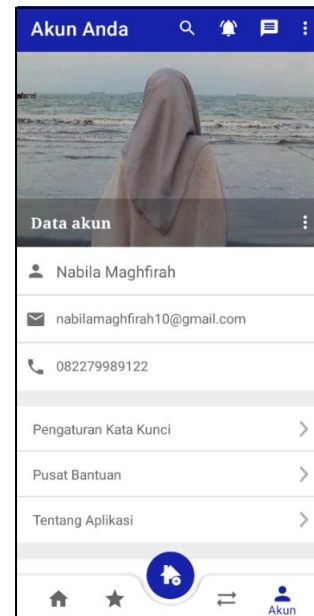 Akun Anda
Data akun
Nabila Maghfirah
nabilamaghfirah10@gmail.com
082279989122
Pengaturan Kata Kunci
Pusat Bantuan
Tentang Aplikasi
Akun